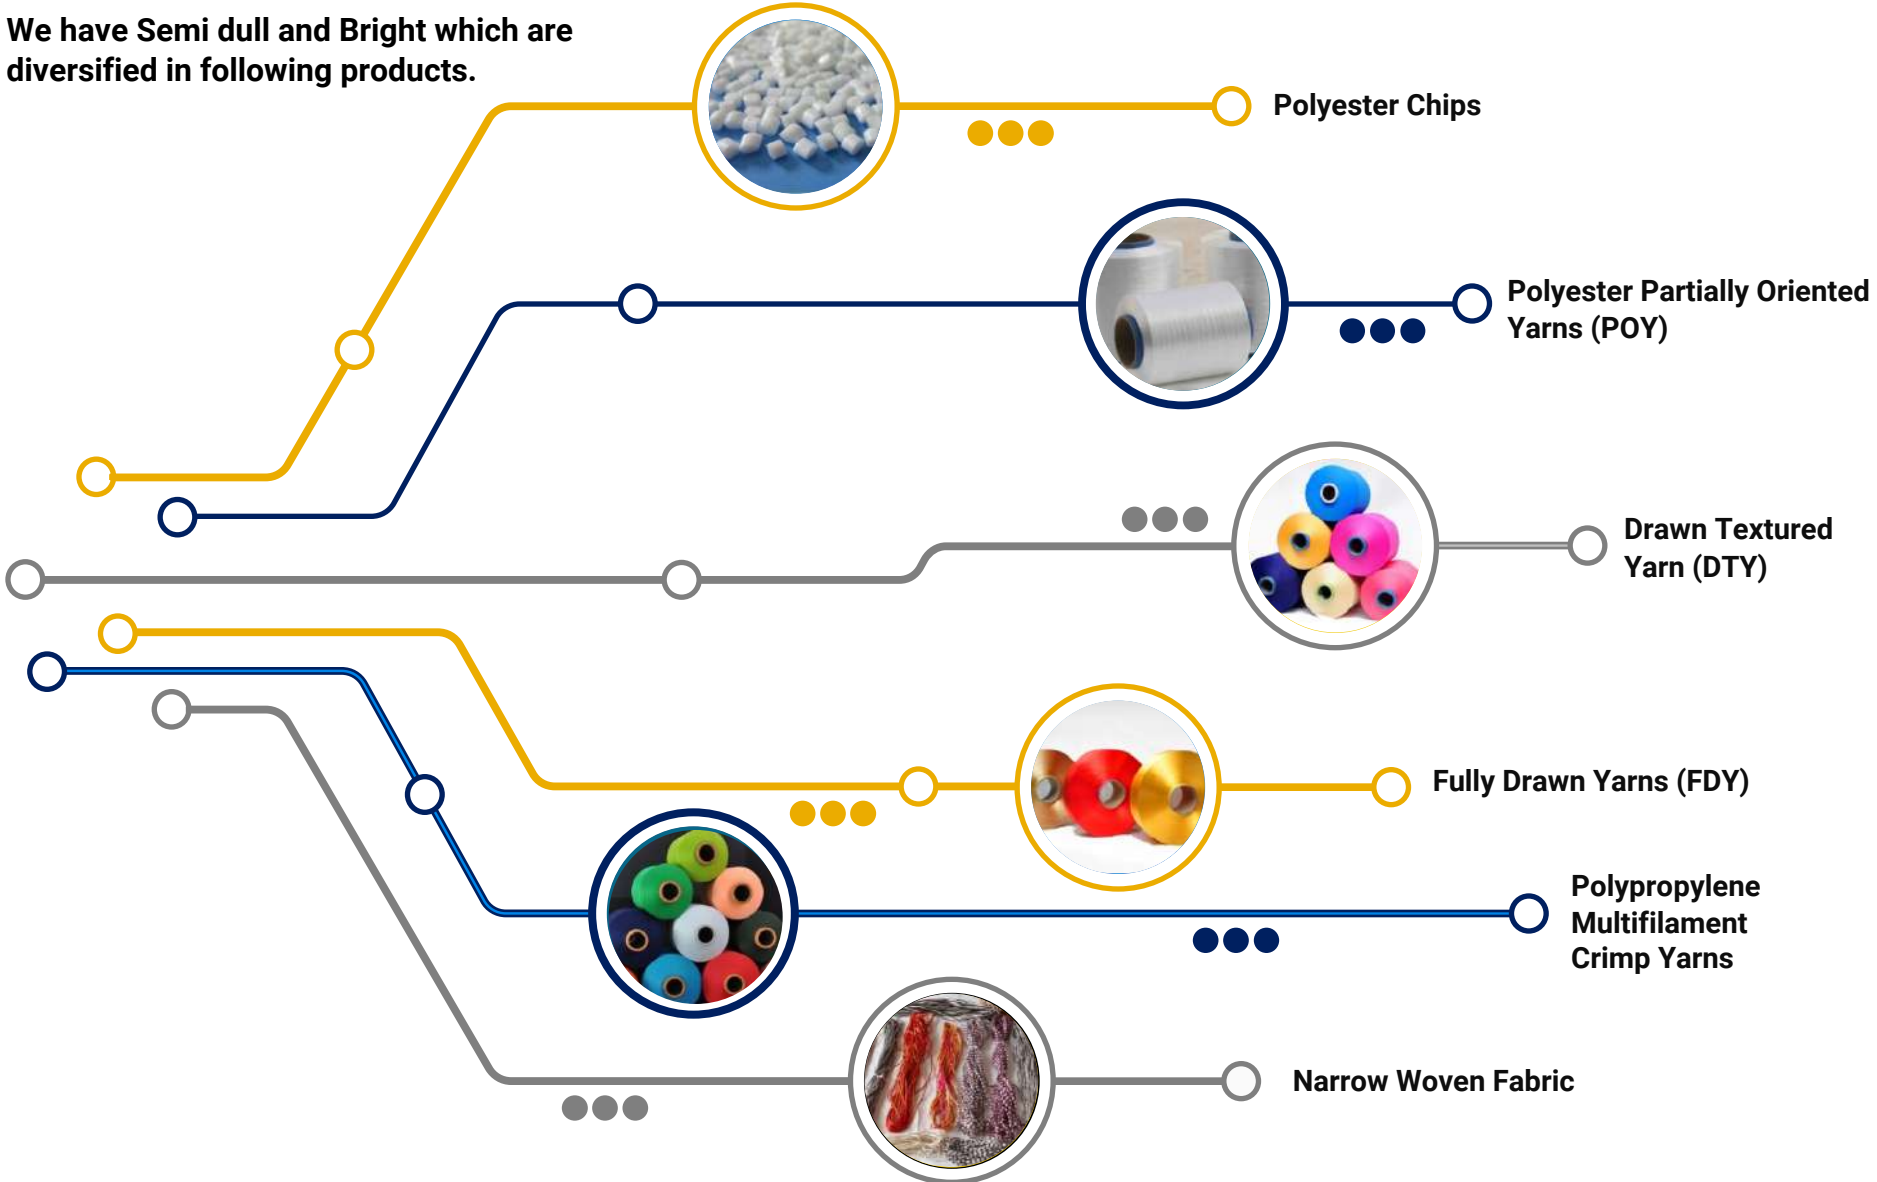 We have Semi dull and Bright which are
diversified in following products.
Polyester Chips
Polyester Partially Oriented
Yarns (POY)
Drawn Textured
Yarn (DTY)
Fully Drawn Yarns (FDY)
Polypropylene
Multifilament
Crimp Yarns
Narrow Woven Fabric